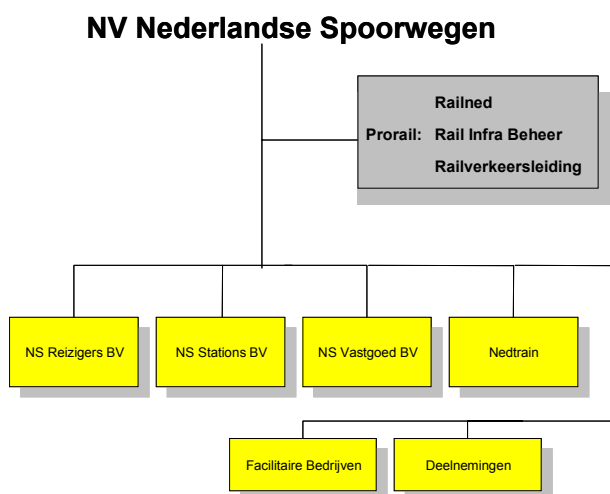 NV Nederlandse Spoorwegen
Railned
Prorail: Rail Infra Beheer
Railverkeersleiding
NS Reizigers BV
NS Stations BV
NS Vastgoed BV
Nedtrain
Facilitaire Bedrijven
Deelnemingen